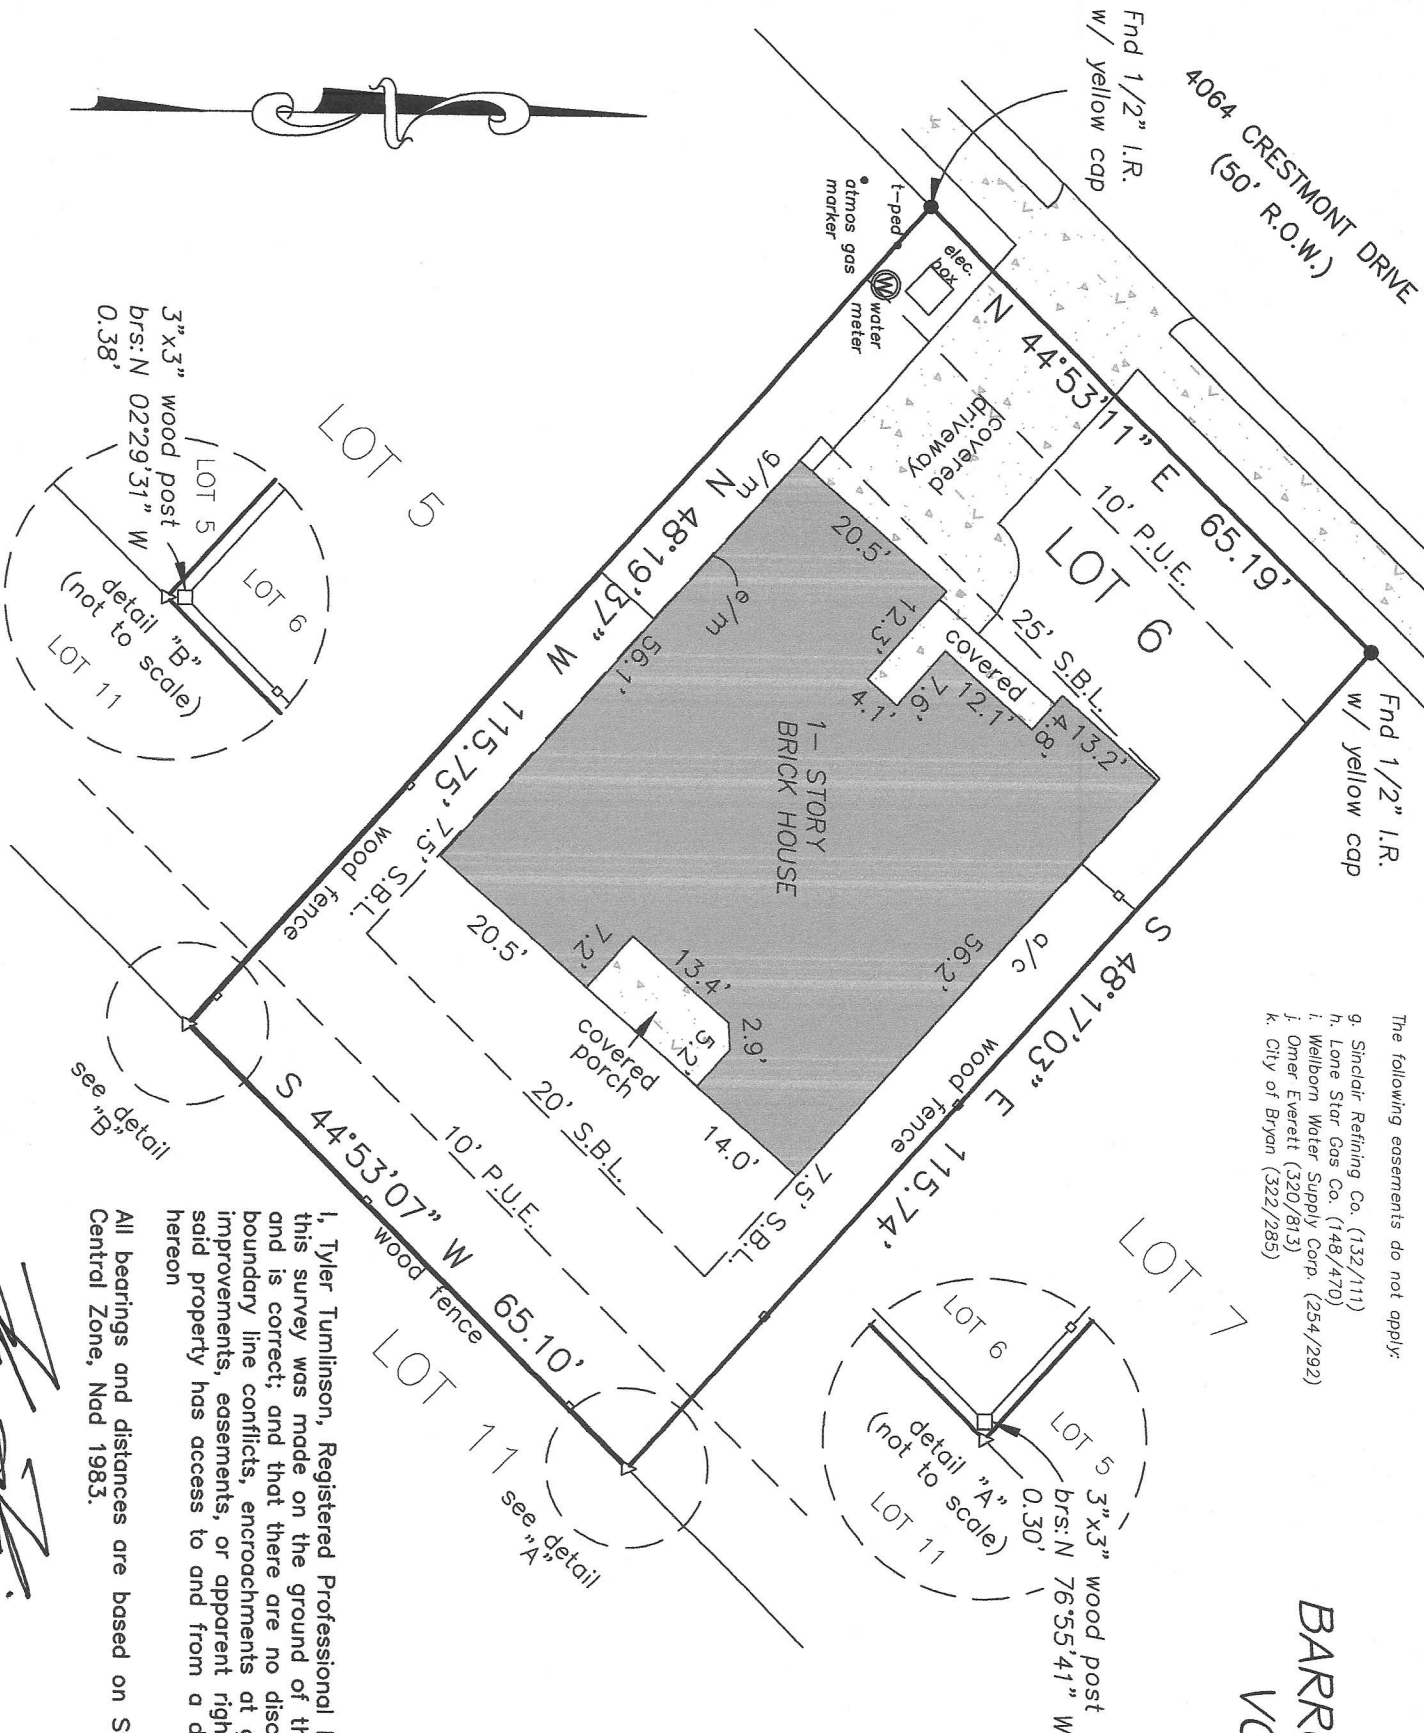 4064 CRESTMONT DRIVE
(50' R.O.W.)
Fnd 1/2" I.R.
w/ yellow cap
Fnd 1/2" I.R.
w/ yellow cap
t-ped
atmos gas
marker
elec.
box
water
meter
N 44°53'11" E 65.19'
covered
driveway
10' P.U.E.
LOT 6
25' S.B.L.
g/m
e/m
20.5'
12.3'
4.1'
7.6'
covered
12.1'
4.8'
13.2'
1- STORY
BRICK HOUSE
56.1'
56.2'
a/c
N 48°19'37" W 115.75'
S 48°17'03" E 115.74'
wood fence
wood fence
7.5' S.B.L.
7.5' S.B.L.
20.5'
7.2'
13.4'
2.9'
5.2'
14.0'
covered
porch
20' S.B.L.
10' P.U.E.
S 44°53'07" W 65.10'
wood fence
see detail
"B"
see detail
"A"
LOT 5
LOT 7
LOT 11
3"x3" wood post
brs: N 02°29'31" W
0.38'
LOT 5
LOT 6
detail "B"
(not to scale)
LOT 11
LOT 6
LOT 5
detail "A"
(not to scale)
LOT 11
3"x3" wood post
brs: N 76°55'41" W
0.30'
The following easements do not apply:
g. Sinclair Refining Co. (132/111)
h. Lone Star Gas Co. (148/470)
i. Wellborn Water Supply Corp. (254/292)
j. Omer Everett (320/813)
k. City of Bryan (322/285)
I, Tyler Tumlinson, Registered Professional
this survey was made on the ground of
and is correct; and that there are no
boundary line conflicts, encroachments at
improvements, easements, or apparent
said property has access to and from a
hereon
All bearings and distances are based on
Central Zone, Nad 1983.